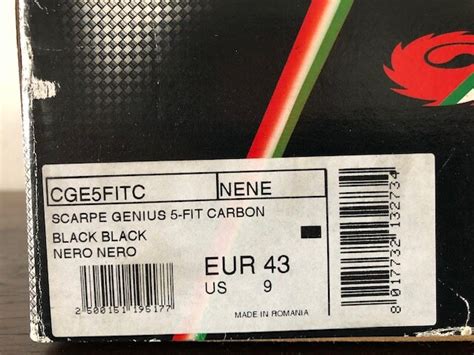 CGE5FITC NENE
SCARPE GENIUS 5-FIT CARBON
BLACK BLACK
NERO NERO
EUR 43
US 9
2 500151 195177
MADE IN ROMANIA
8 017732 132734